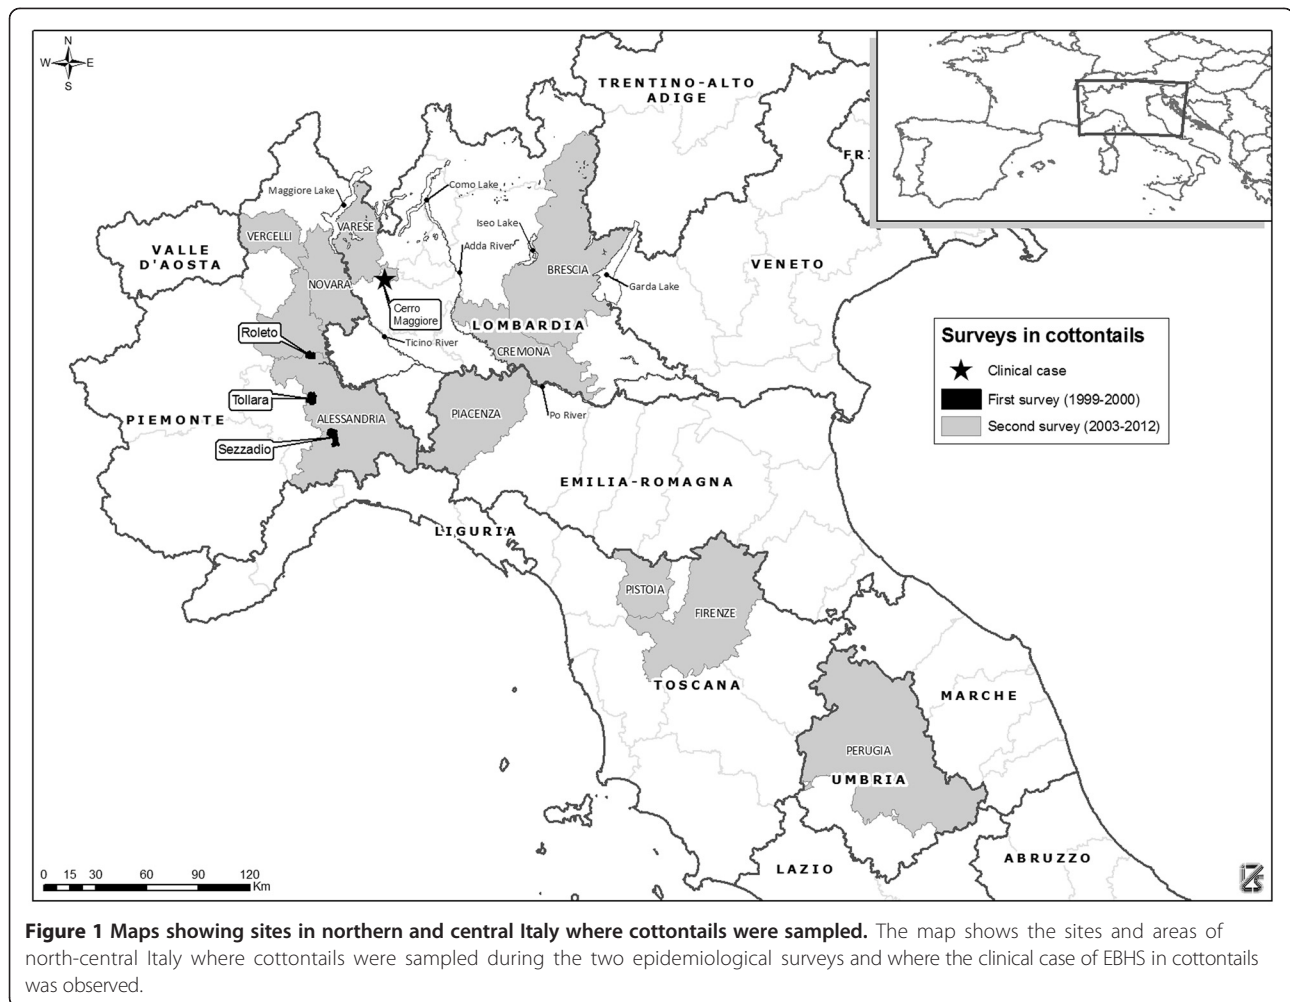 N
W E
S
TRENTINO-ALTO
ADIGE
FRI
Maggiore Lake
Como Lake
VARESE
Iseo Lake
VERCELLI
Adda River
VALLE
D'AOSTA
BRESCIA
VENETO
NOVARA
Garda Lake
Cerro
Maggiore
LOMBARDIA
Roleto
Ticino River
CREMONA
Tollara
PIEMONTE
ALESSANDRIA
PIACENZA
Po River
Sezzadio
EMILIA-ROMAGNA
LIGURIA
PISTOIA
FIRENZE
TOSCANA
MARCHE
PERUGIA
UMBRIA
LAZIO
ABRUZZO
Surveys in cottontails
Clinical case
First survey (1999-2000)
Second survey (2003-2012)
0 15 30 60 90 120
Km
Figure 1 Maps showing sites in northern and central Italy where cottontails were sampled. The map shows the sites and areas of
north-central Italy where cottontails were sampled during the two epidemiological surveys and where the clinical case of EBHS in cottontails
was observed.